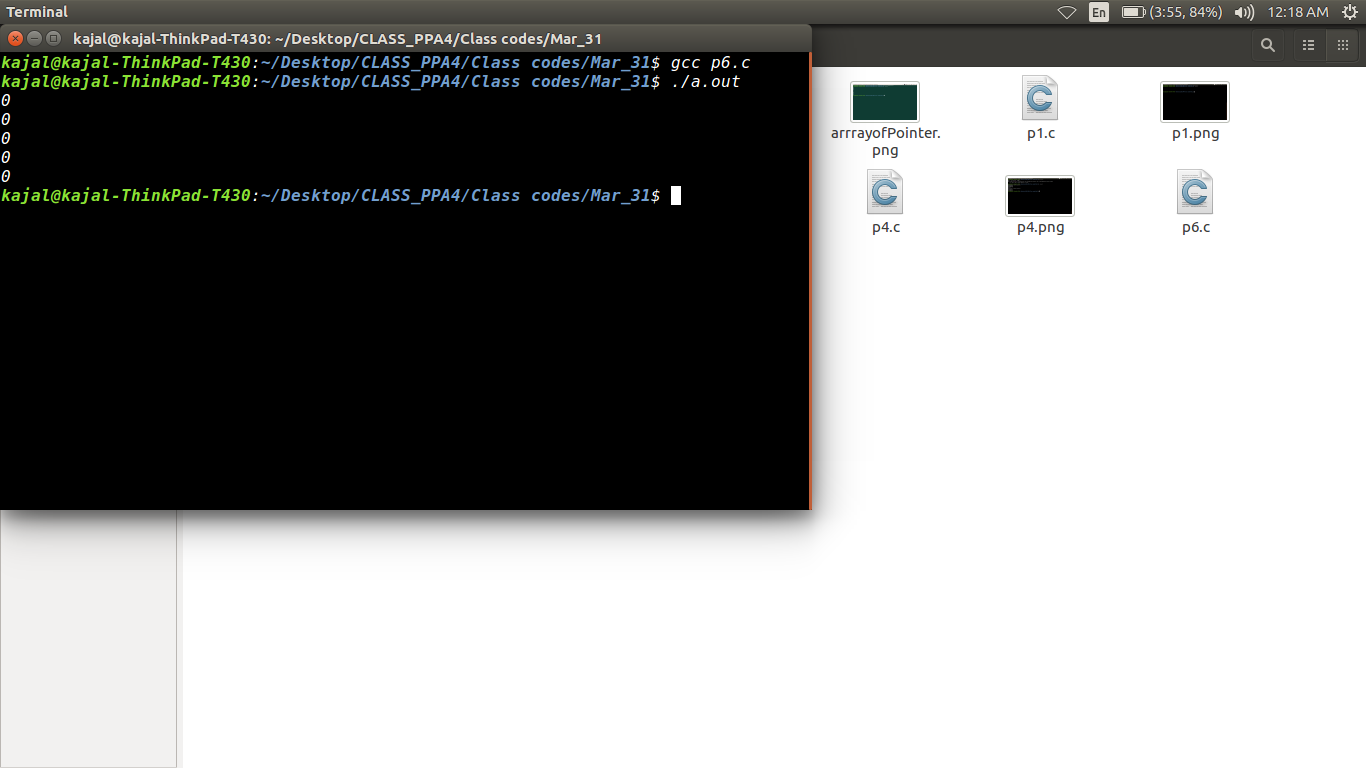 Terminal
En
(3:55, 84%)
12:18 AM
kajal@kajal-ThinkPad-T430: ~/Desktop/CLASS_PPA4/Class codes/Mar_31
kajal@kajal-ThinkPad-T430:~/Desktop/CLASS_PPA4/Class codes/Mar_31$ gcc p6.c
kajal@kajal-ThinkPad-T430:~/Desktop/CLASS_PPA4/Class codes/Mar_31$ ./a.out
0
0
0
0
0
kajal@kajal-ThinkPad-T430:~/Desktop/CLASS_PPA4/Class codes/Mar_31$
arrrayofPointer.
png
p1.c
p1.png
p4.c
p4.png
p6.c